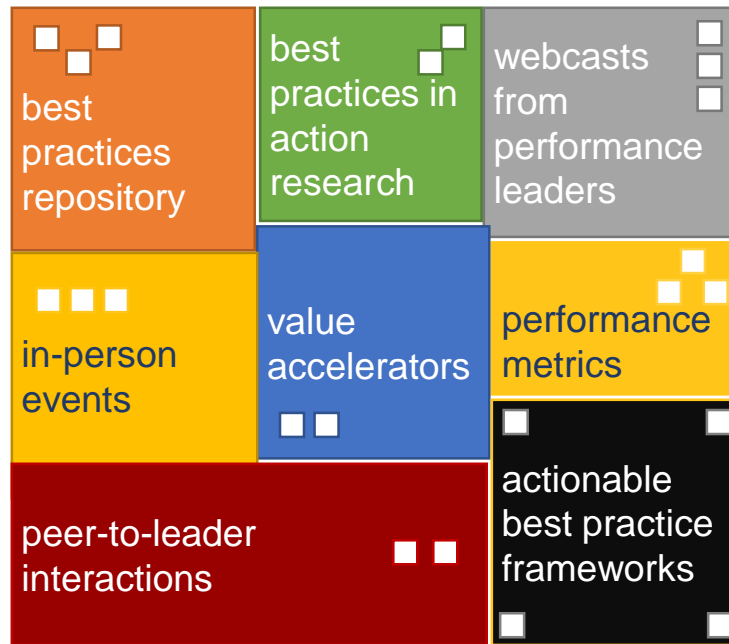 best
practices
repository
best
practices in
action
research
webcasts
from
performance
leaders
in-person
events
value
accelerators
performance
metrics
peer-to-leader
interactions
actionable
best practice
frameworks